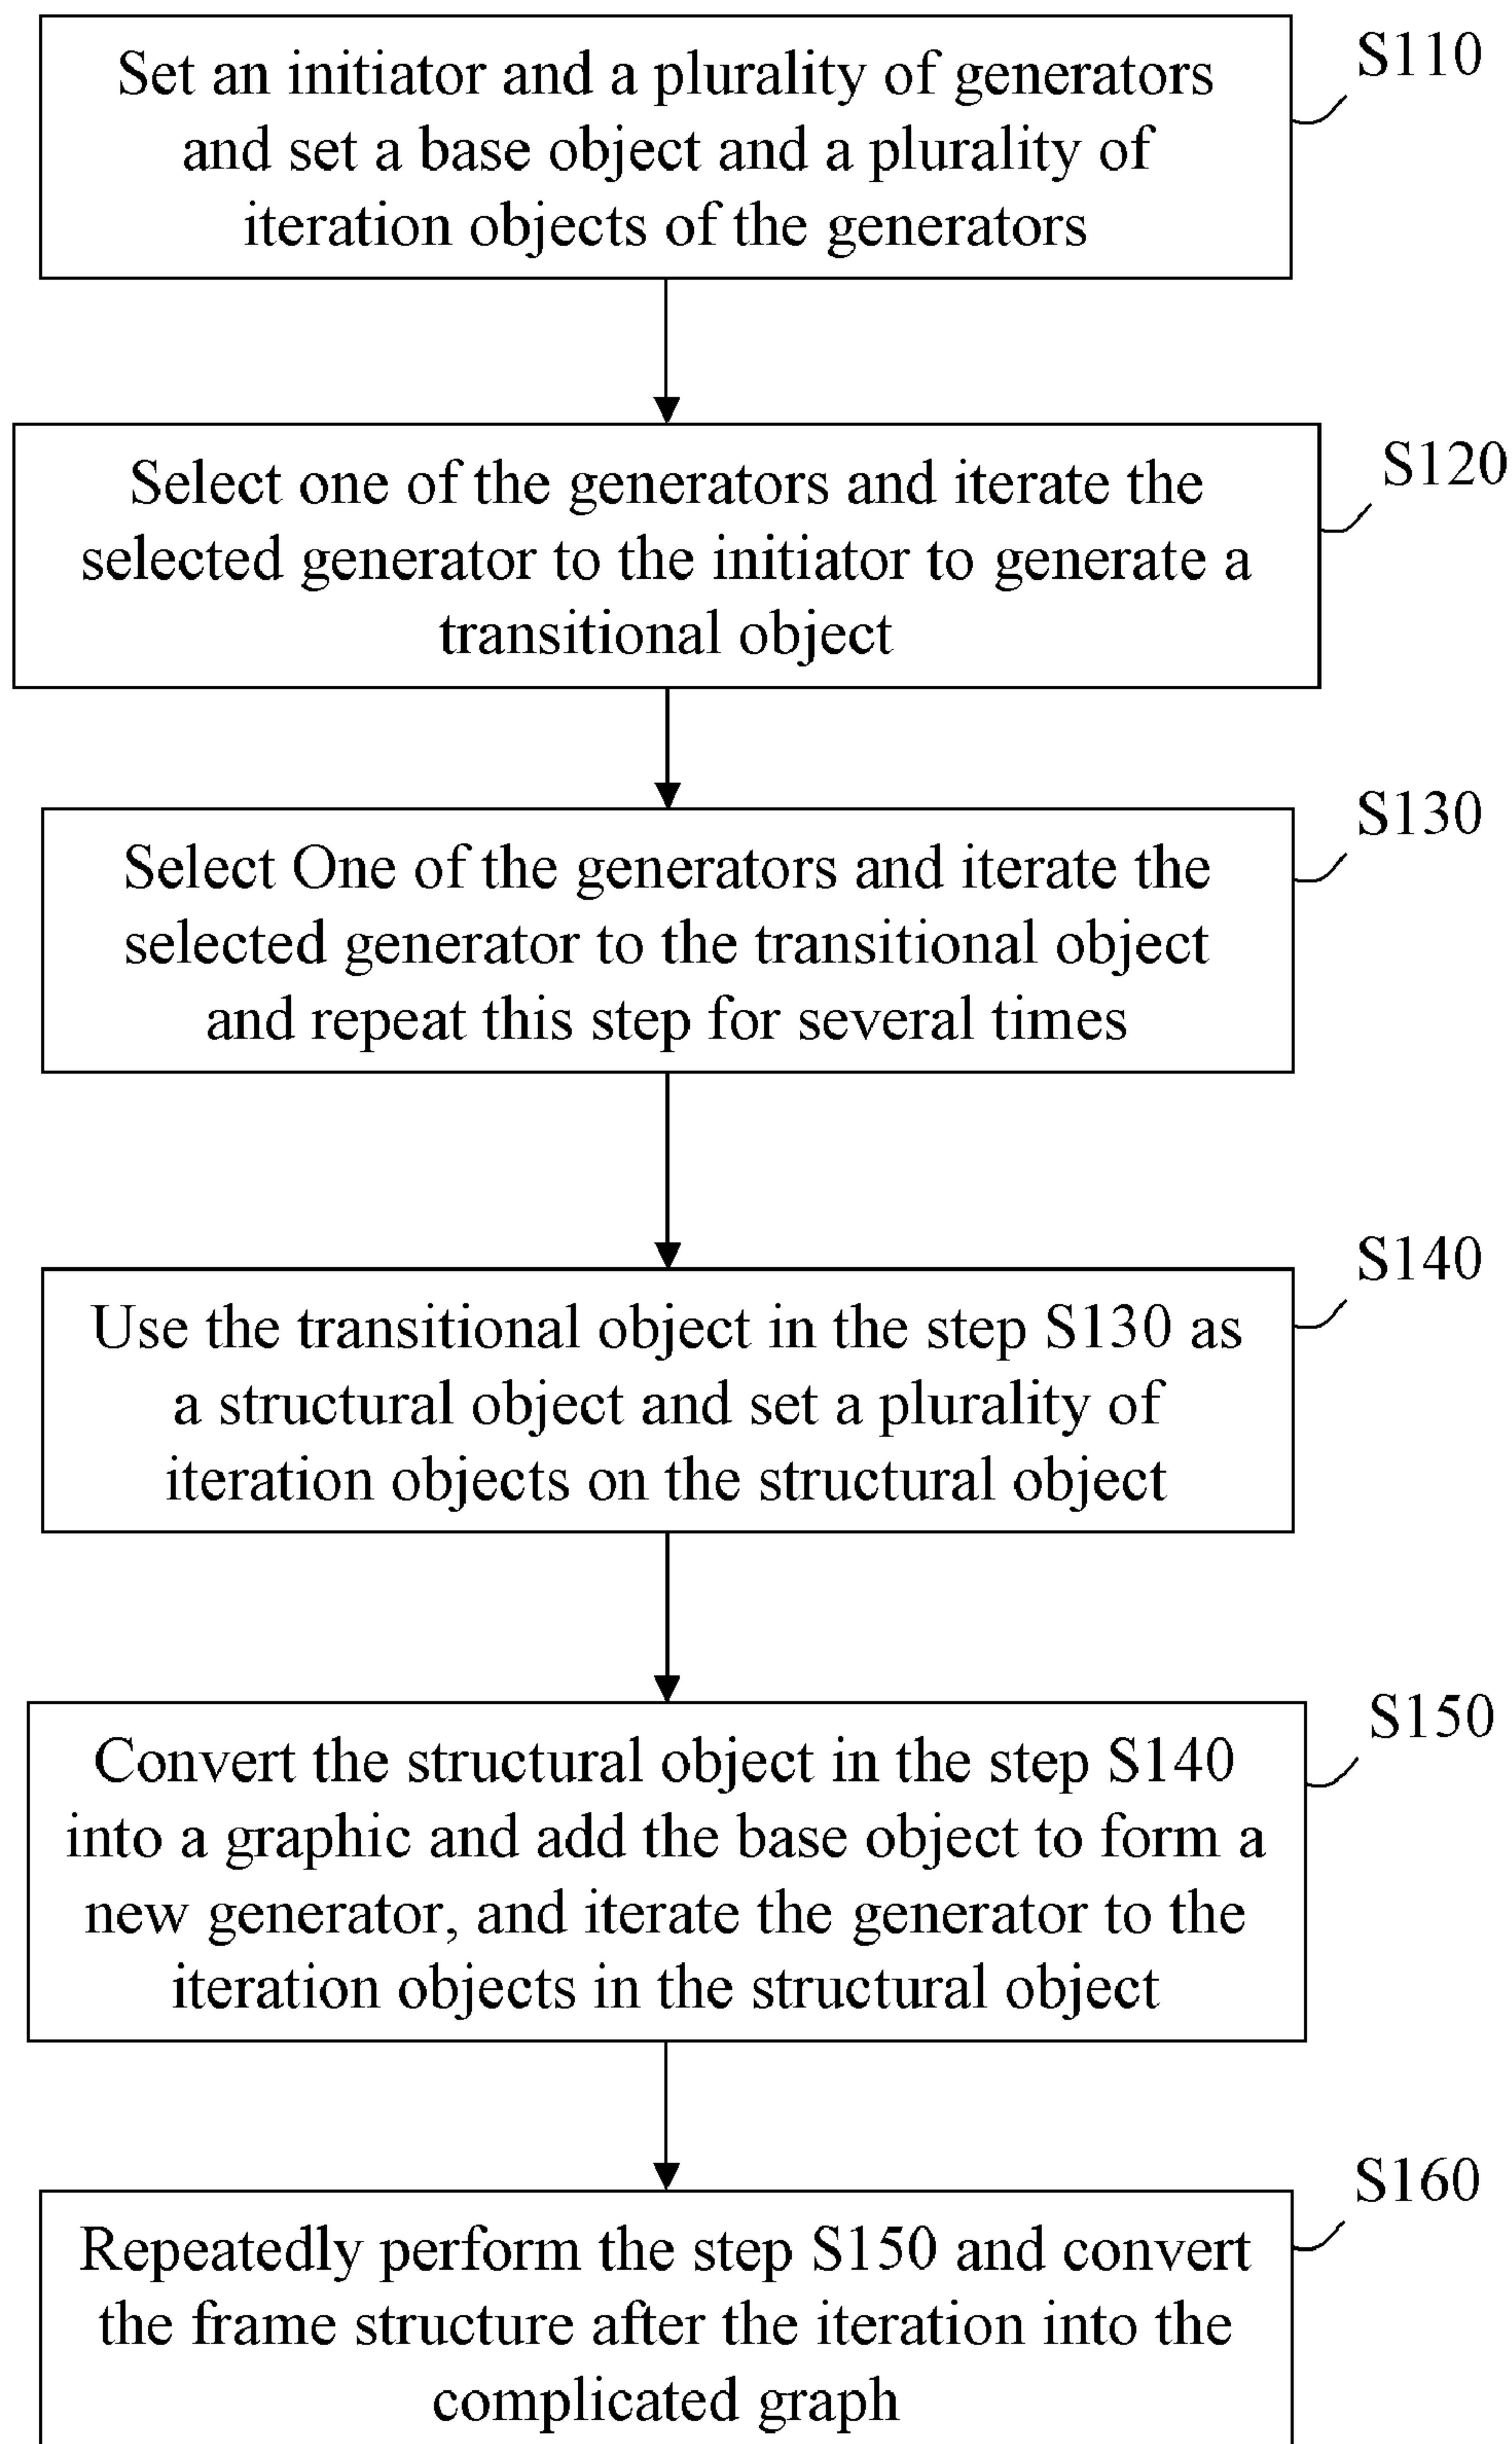 Set an initiator and a plurality of generators
and set a base object and a plurality of
iteration objects of the generators
S110
Select one of the generators and iterate the
selected generator to the initiator to generate a
transitional object
S120
Select One of the generators and iterate the
selected generator to the transitional object
and repeat this step for several times
S130
Use the transitional object in the step S130 as
a structural object and set a plurality of
iteration objects on the structural object
S140
Convert the structural object in the step S140
into a graphic and add the base object to form a
new generator, and iterate the generator to the
iteration objects in the structural object
S150
Repeatedly perform the step S150 and convert
the frame structure after the iteration into the
complicated graph
S160